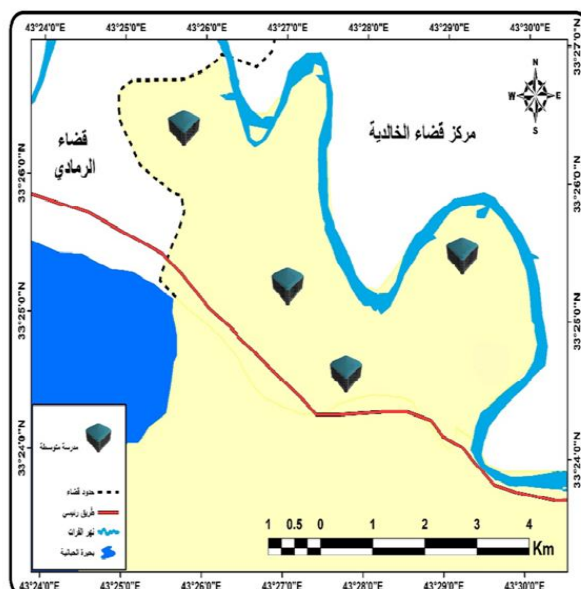 43°24'0"E 43°25'0"E 43°26'0"E 43°27'0"E 43°28'0"E 43°29'0"E 43°30'0"E
33°27'0"N
N
W E
S
مركز قضاء الخالدية
قضاء
الرمادي
33°26'0"N 33°26'0"N
33°25'0"N 33°25'0"N
33°24'0"N 33°24'0"N
مدرسة متوسطة
حدود قضاء
طريق رئيسي
نهر الفرات
بحيرة الحبانية
1 0.5 0 1 2 3 4
Km
43°24'0"E 43°25'0"E 43°26'0"E 43°27'0"E 43°28'0"E 43°29'0"E 43°30'0"E